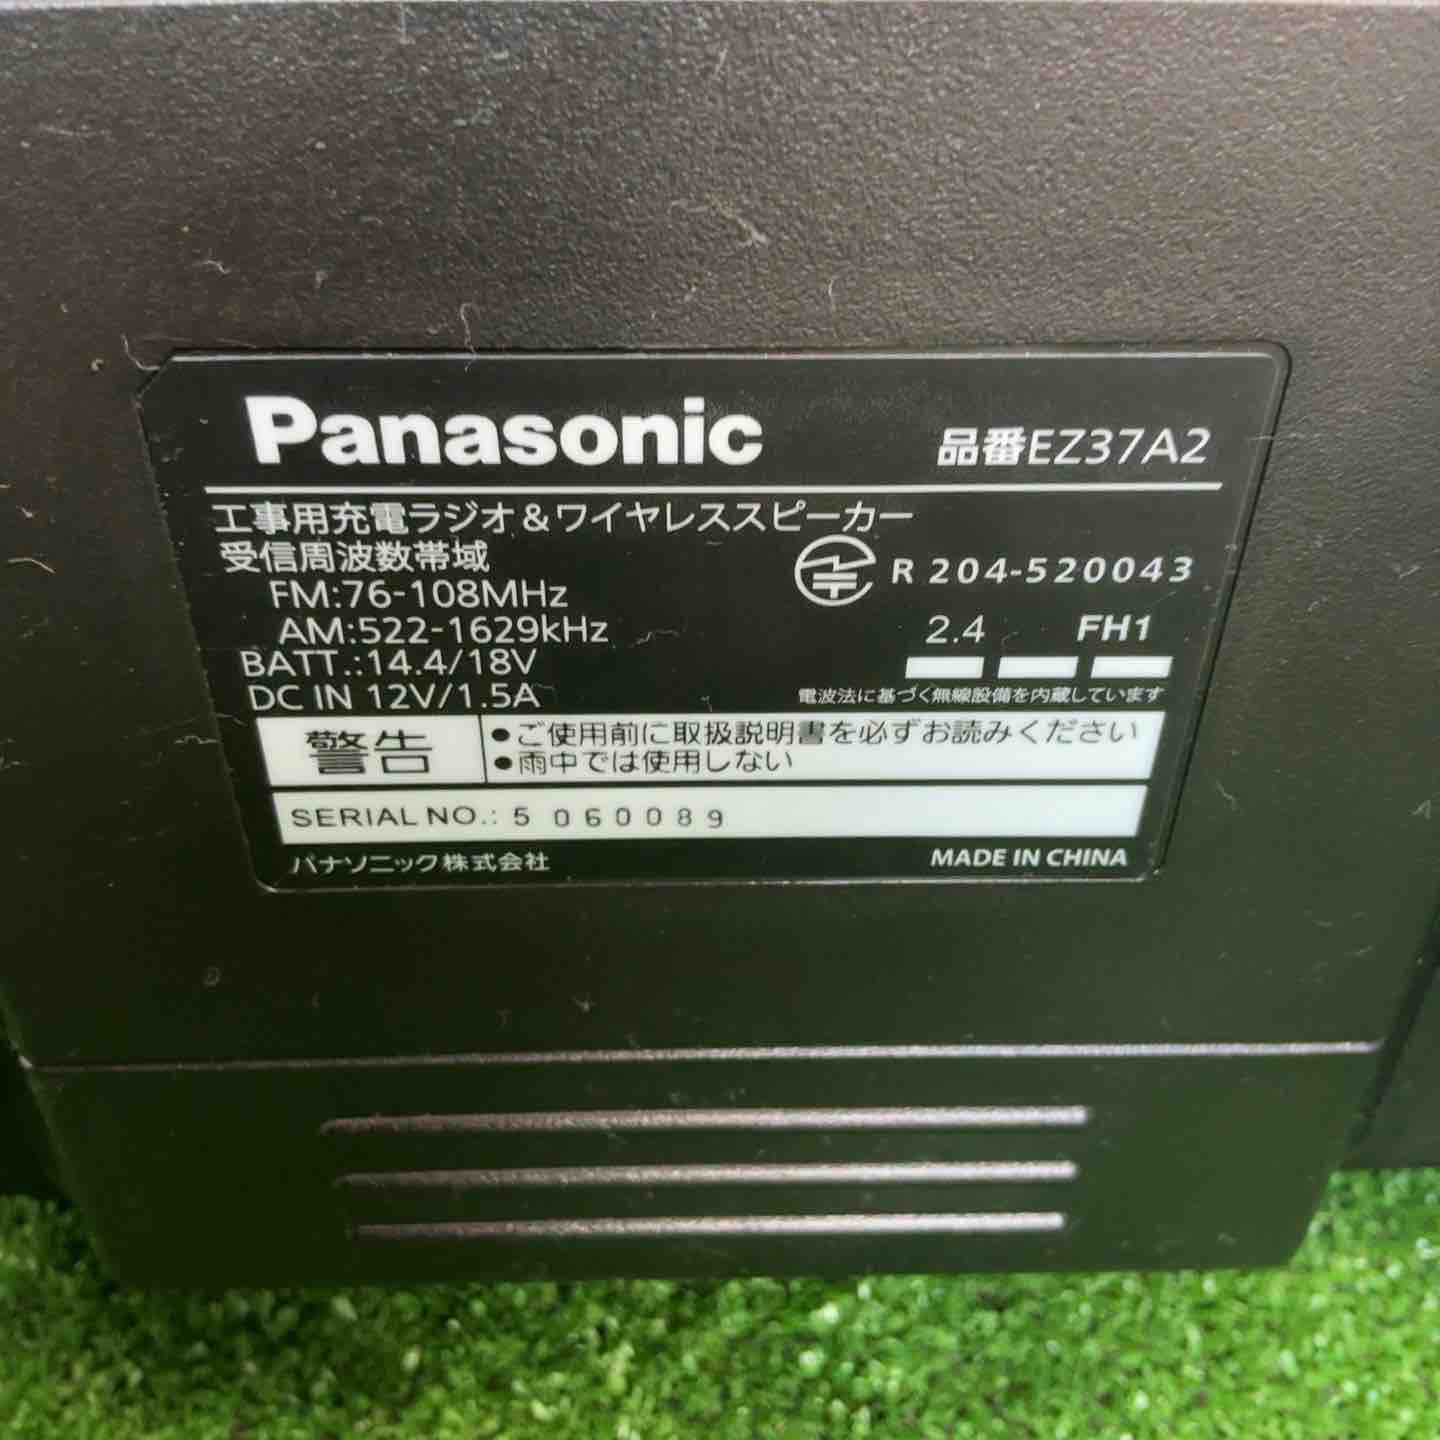 Panasonic 品番EZ37A2
工事用充電ラジオ&ワイヤレススピーカー
受信周波数帯域
FM:76-108MHz
AM:522-1629kHz
BATT.:14.4/18V
DC IN 12V/1.5A
R 204-520043
2.4 FH1
電波法に基づく無線設備を内蔵しています
警告
●ご使用前に取扱説明書を必ずお読みください
●雨中では使用しない
SERIAL NO.: 5 060089
パナソニック株式会社 MADE IN CHINA